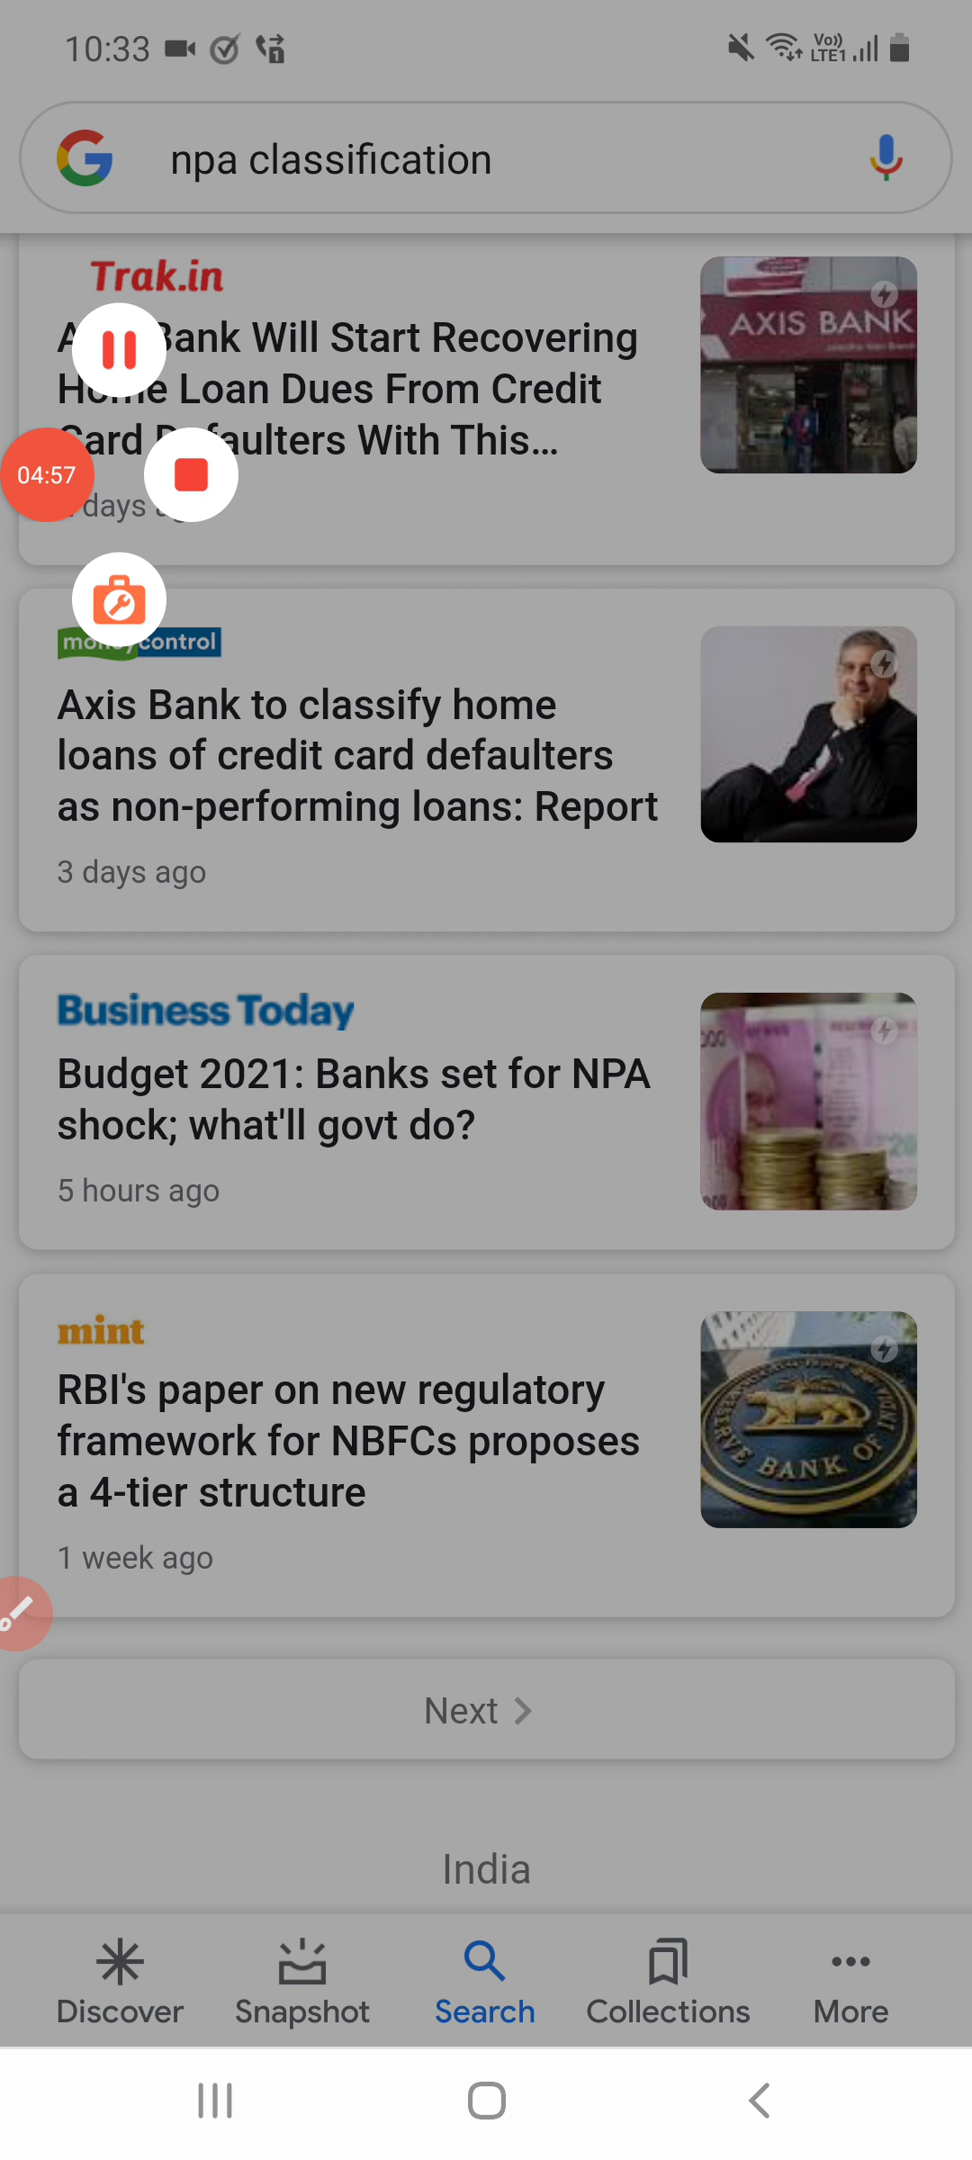 10:33
Vo))
LTE1
1
npa classification
Trak.in
Bank Will Start Recovering
Loan Dues From Credit
With This...
days
AXIS BANK
04:57
control
Axis Bank to classify home
loans of credit card defaulters
as non-performing loans: Report
3 days ago
Business Today
Budget 2021: Banks set for NPA
shock; what'll govt do?
5 hours ago
mint
RBI's paper on new regulatory
framework for NBFCs proposes
a 4-tier structure
1 week ago
BANK OF
Next
India
Discover
Snapshot
Search
Collections
More